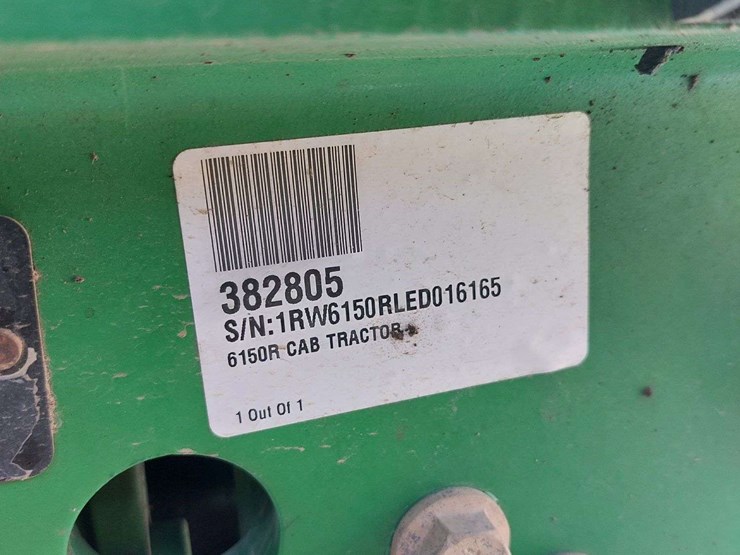 382805
S/N:1RW6150RLED016165
6150R CAB TRACTOR
1 Out Of 1